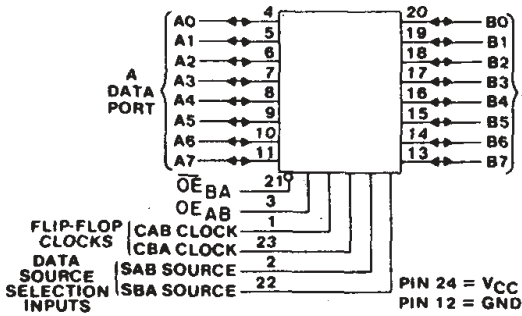 A0 4 20 B0
A1 5 19 B1
A2 6 18 B2
A3 7 17 B3
A4 8 16 B4
A5 9 15 B5
A6 10 14 B6
A7 11 13 B7
A
DATA
PORT
OE BA 21
OE AB 3
FLIP-FLOP
CLOCKS
CAB CLOCK 1
CBA CLOCK 23
DATA
SOURCE
SELECTION
INPUTS
SAB SOURCE 2
SBA SOURCE 22
PIN 24 = VCC
PIN 12 = GND